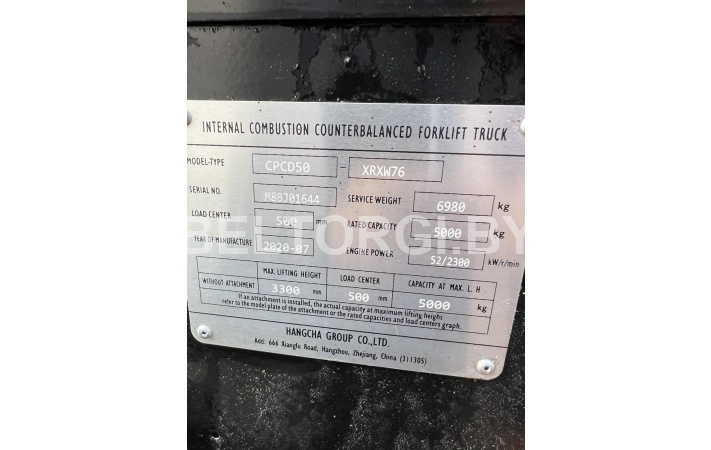 INTERNAL COMBUSTION COUNTERBALANCED FORKLIFT TRUCK
MODEL-TYPE CPCD50 - XRXW76
SERIAL NO. M8BJ01644 SERVICE WEIGHT 6980 kg
LOAD CENTER 500 mm RATED CAPACITY 5000 kg
BELTORGI.BY
YEAR OF MANUFACTURE 2020-07 ENGINE POWER 52/2300 kW/r/min
MAX. LIFTING HEIGHT LOAD CENTER CAPACITY AT MAX. L. H
WITHOUT ATTACHMENT 3300 mm 500 mm 5000 kg
If an attachment is installed, the actual capacity at maximum lifting height
refer to the model plate of the attachment or the rated capacities and load centers graph.
HANGCHA GROUP CO.,LTD.
Add: 666 Xiangfu Road, Hangzhou, Zhejiang, China (311305)